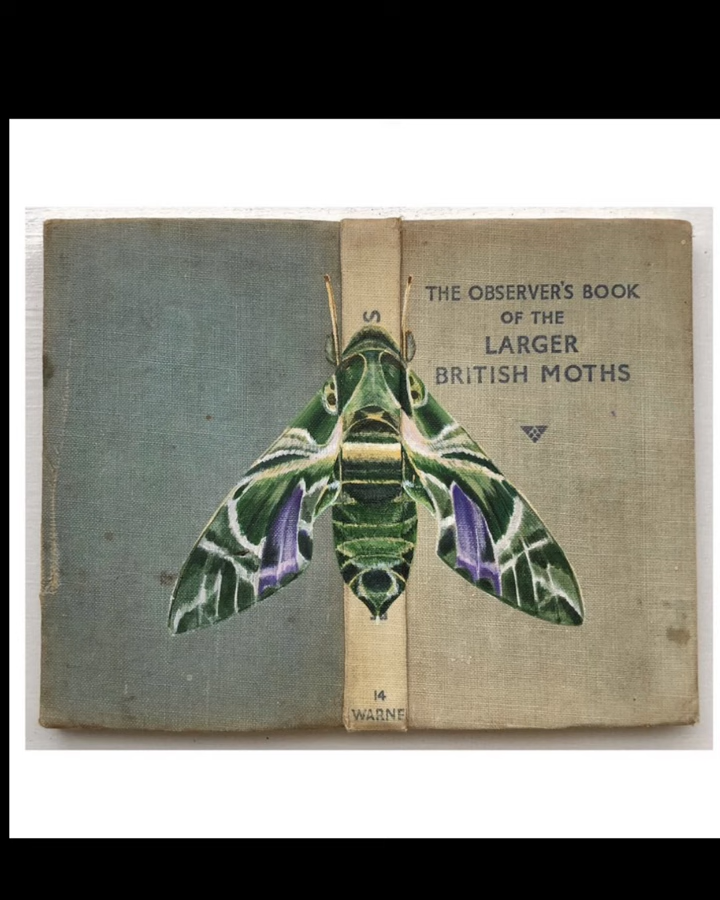 THE OBSERVER'S BOOK
OF THE
LARGER
BRITISH MOTHS
S
14
WARNE